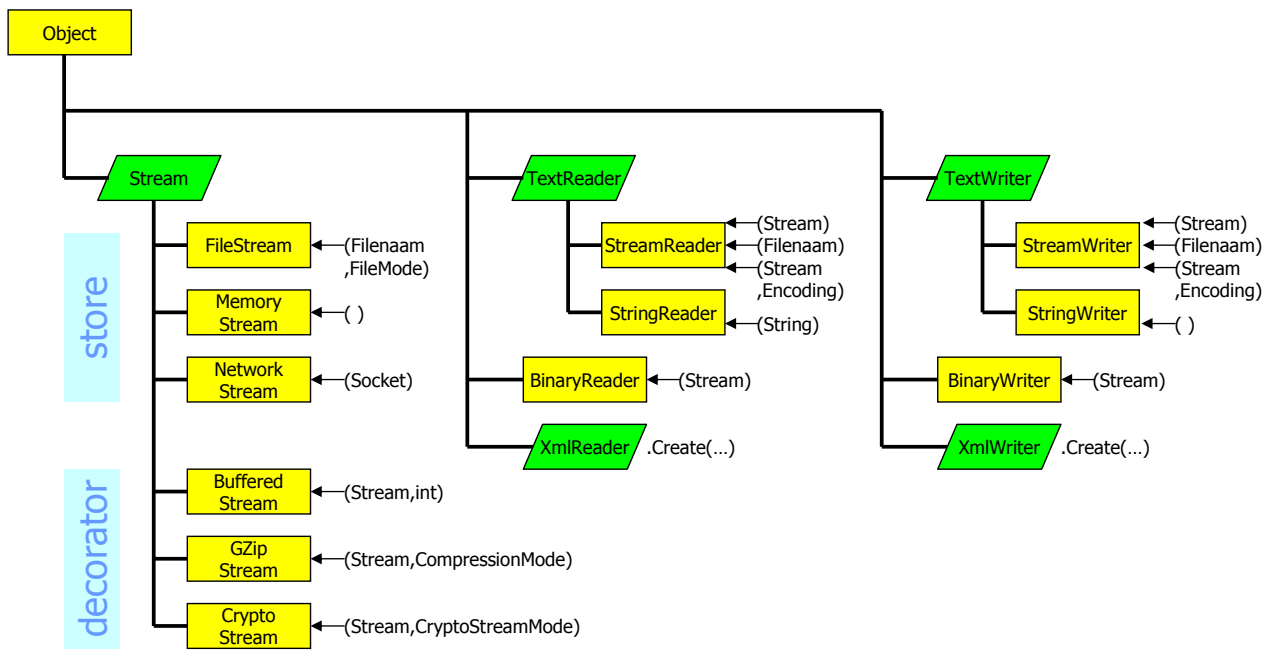 Object
Stream
store
FileStream
(Filenaam
,FileMode)
Memory
Stream
( )
Network
Stream
(Socket)
decorator
Buffered
Stream
(Stream,int)
GZip
Stream
(Stream,CompressionMode)
Crypto
Stream
(Stream,CryptoStreamMode)
TextReader
StreamReader
(Stream)
(Filenaam)
(Stream
,Encoding)
StringReader
(String)
BinaryReader
(Stream)
XmlReader
.Create(…)
TextWriter
StreamWriter
(Stream)
(Filenaam)
(Stream
,Encoding)
StringWriter
( )
BinaryWriter
(Stream)
XmlWriter
.Create(…)